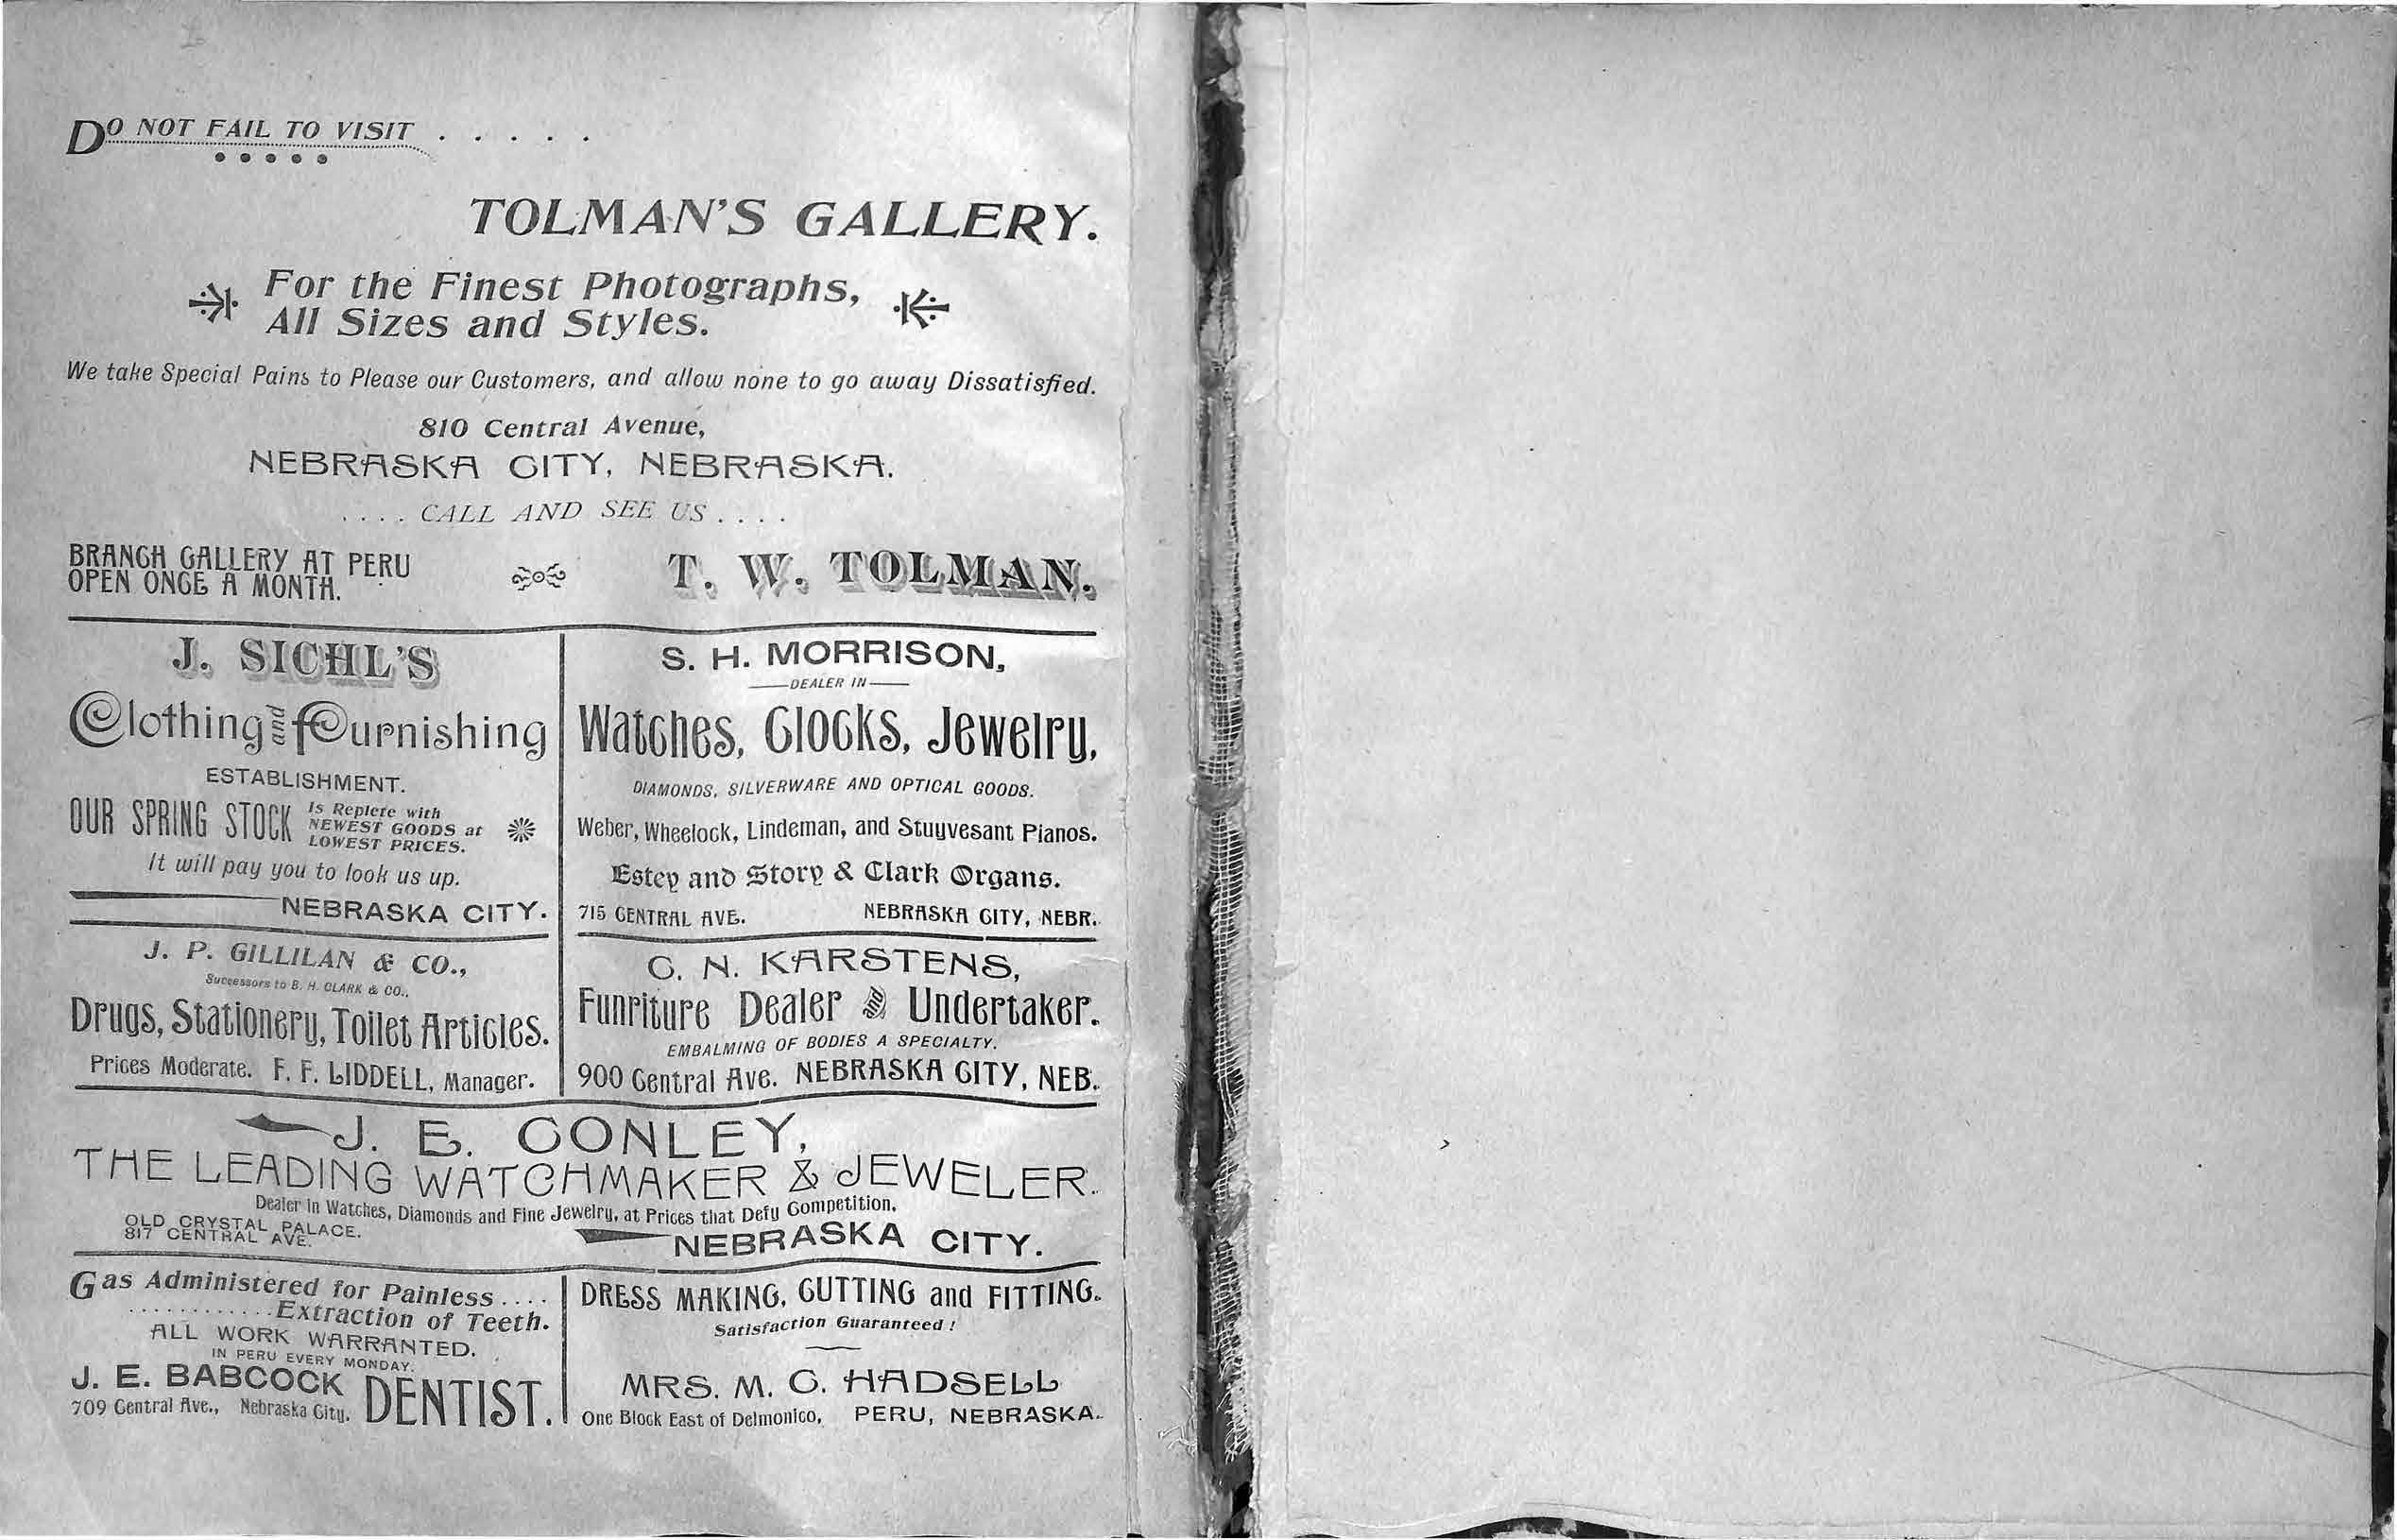 DO NOT FAIL TO VISIT . . . . .
TOLMAN'S GALLERY.
For the Finest Photographs,
All Sizes and Styles.
We take Special Pains to Please our Customers, and allow none to go away Dissatisfied.
810 Central Avenue,
NEBRASKA CITY, NEBRASKA.
. . . . CALL AND SEE US . . . .
BRANCH GALLERY AT PERU
OPEN ONCE A MONTH.
T. W. TOLMAN.
J. SICHL'S
Clothing and Furnishing
ESTABLISHMENT.
OUR SPRING STOCK Is Replete with
NEWEST GOODS at
LOWEST PRICES.
It will pay you to look us up.
NEBRASKA CITY.
S. H. MORRISON,
DEALER IN
Watches, Clocks, Jewelry,
DIAMONDS, SILVERWARE AND OPTICAL GOODS.
Weber, Wheelock, Lindeman, and Stuyvesant Pianos.
Estey and Story & Clark Organs.
715 CENTRAL AVE. NEBRASKA CITY, NEBR.
J. P. GILLILAN & CO.,
Successors to B. H. CLARK & CO.,
Drugs, Stationery, Toilet Articles.
Prices Moderate. F. F. LIDDELL, Manager.
C. N. KARSTENS,
Funriture Dealer and Undertaker.
EMBALMING OF BODIES A SPECIALTY.
900 Central Ave. NEBRASKA CITY, NEB.
J. E. CONLEY,
THE LEADING WATCHMAKER & JEWELER.
Dealer in Watches, Diamonds and Fine Jewelry, at Prices that Defy Competition.
OLD CRYSTAL PALACE.
817 CENTRAL AVE.
NEBRASKA CITY.
Gas Administered for Painless . . . .
. . . . . . . . . . . . Extraction of Teeth.
ALL WORK WARRANTED.
IN PERU EVERY MONDAY.
J. E. BABCOCK
709 Central Ave., Nebraska City. DENTIST.
DRESS MAKING, CUTTING and FITTING.
Satisfaction Guaranteed !
MRS. M. C. HADSELL
One Block East of Delmonico, PERU, NEBRASKA.